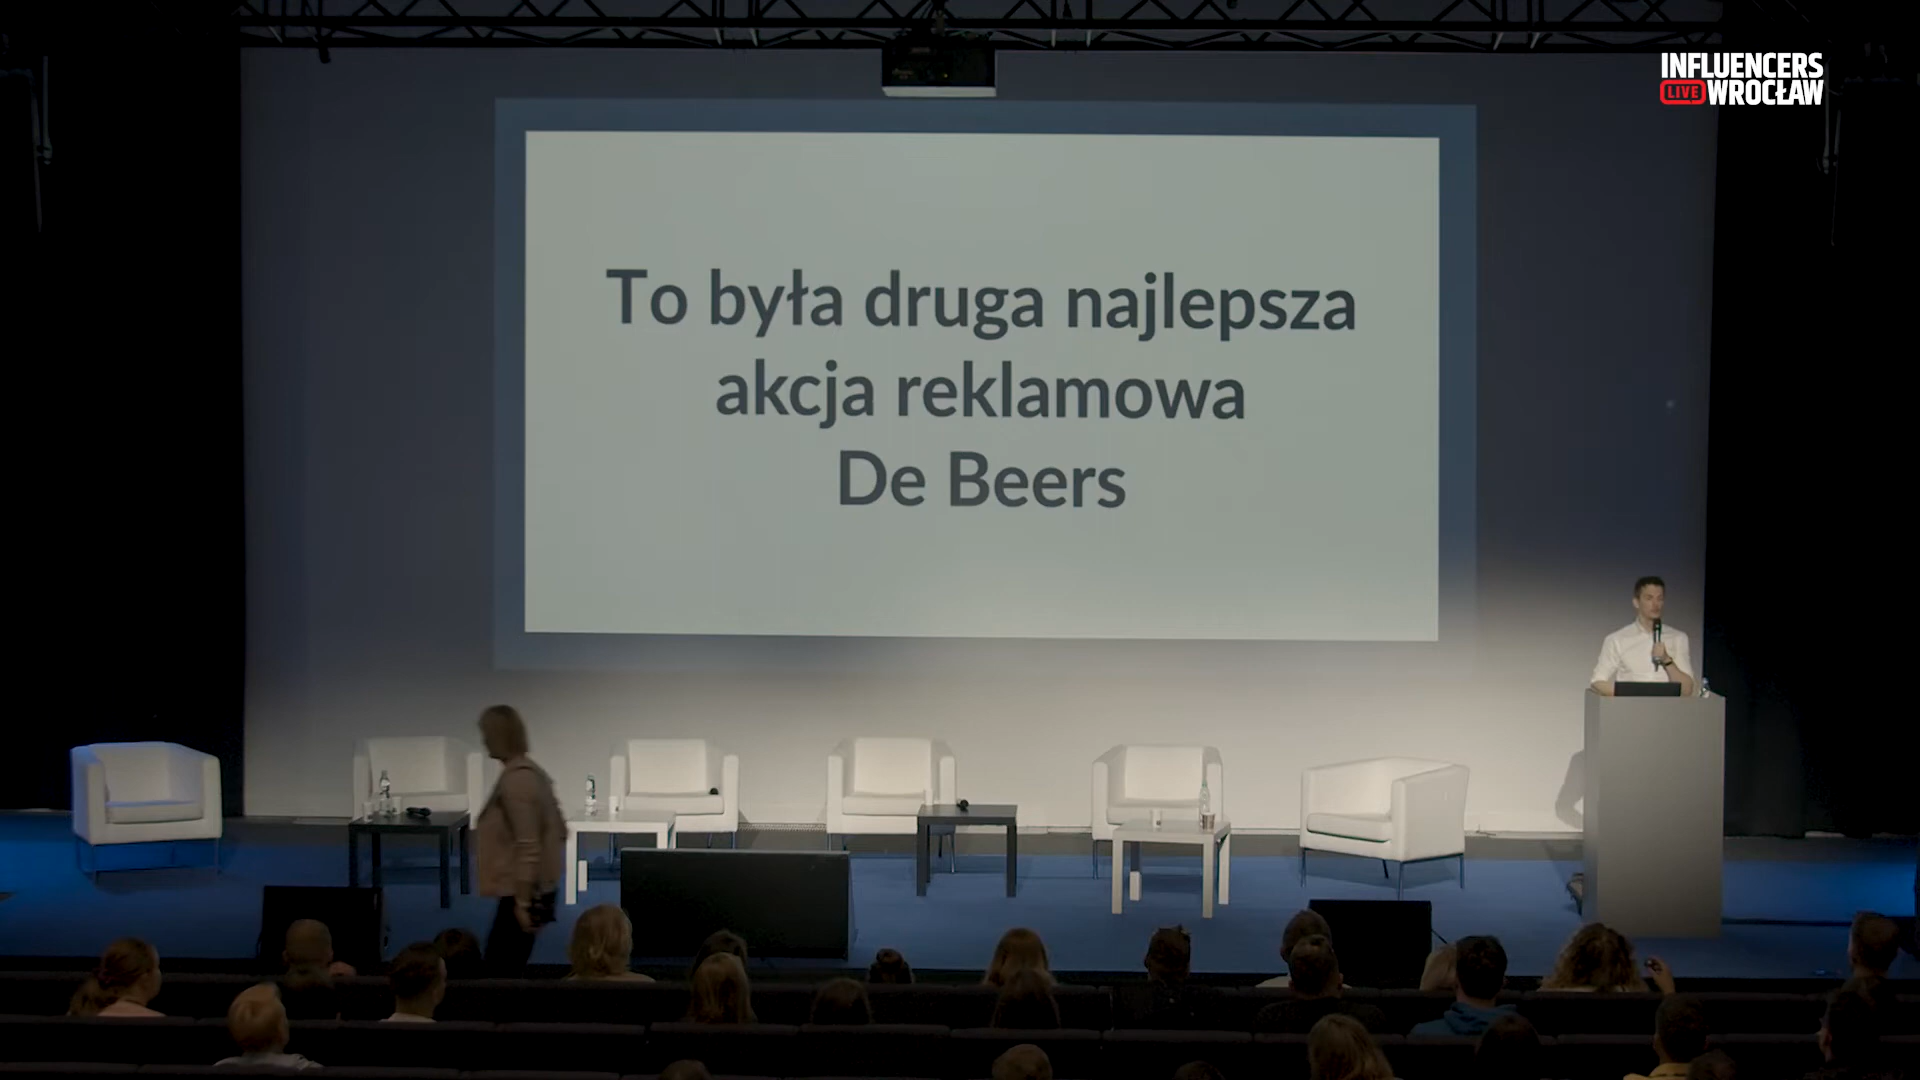 INFLUENCERS
LIVE WROCŁAW
To była druga najlepsza
akcja reklamowa
De Beers